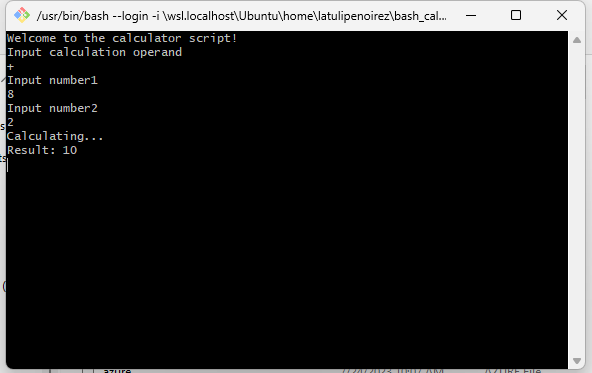 /usr/bin/bash --login -i \wsl.localhost\Ubuntu\home\latulipenoirez\bash_cal...
Welcome to the calculator script!
Input calculation operand
+
Input number1
8
Input number2
2
Calculating...
Result: 10
azure